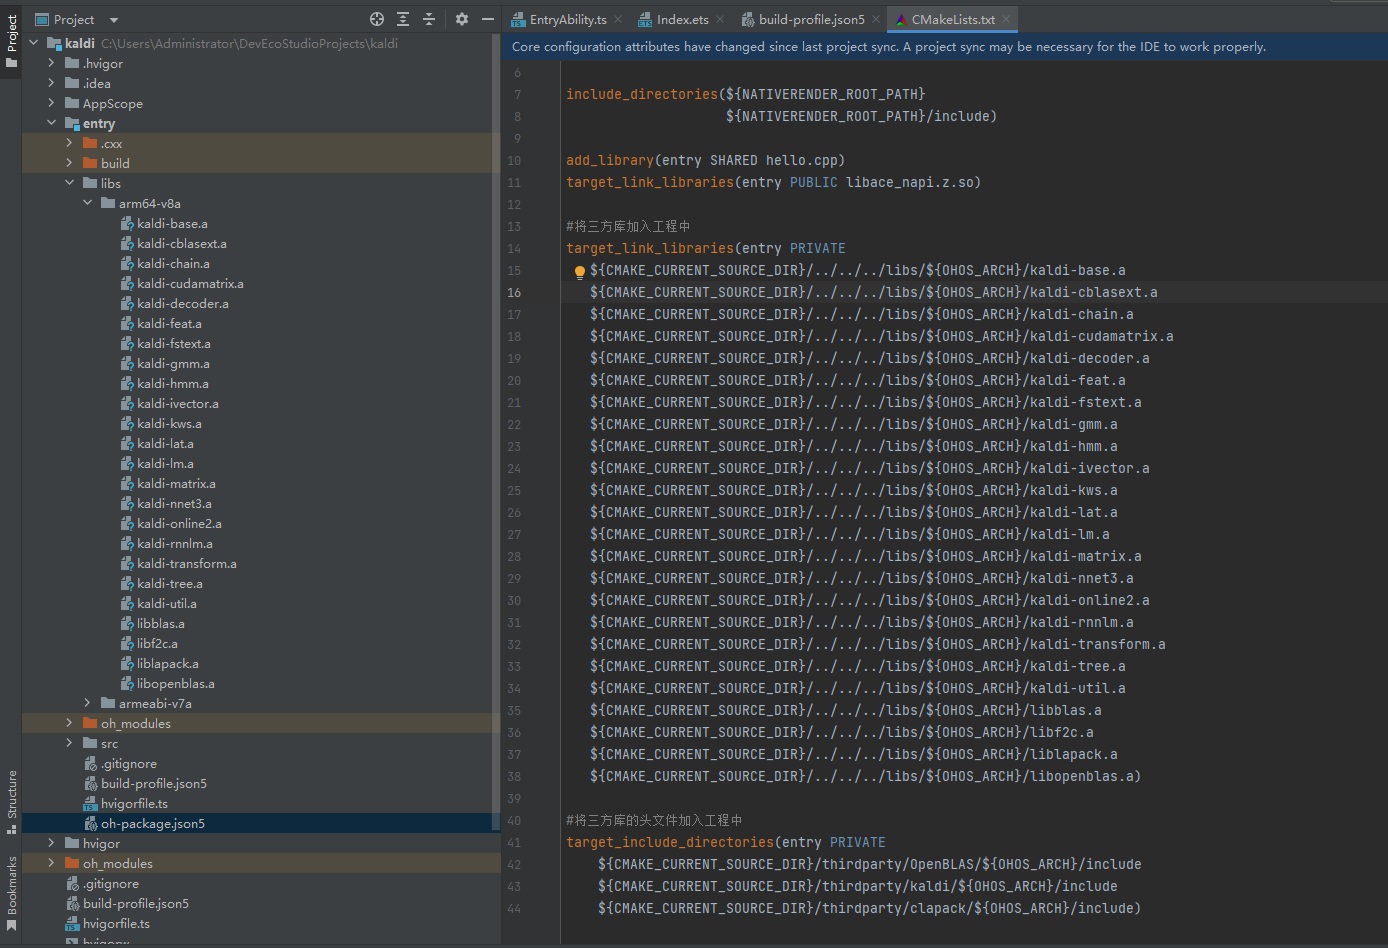 Project
EntryAbility.ts
Index.ets
build-profile.json5
CMakeLists.txt
Project
kaldi C:\Users\Administrator\DevEcoStudioProjects\kaldi
.hvigor
.idea
AppScope
entry
.cxx
build
libs
arm64-v8a
kaldi-base.a
kaldi-cblasext.a
kaldi-chain.a
kaldi-cudamatrix.a
kaldi-decoder.a
kaldi-feat.a
kaldi-fstext.a
kaldi-gmm.a
kaldi-hmm.a
kaldi-ivector.a
kaldi-kws.a
kaldi-lat.a
kaldi-lm.a
kaldi-matrix.a
kaldi-nnet3.a
kaldi-online2.a
kaldi-rnnlm.a
kaldi-transform.a
kaldi-tree.a
kaldi-util.a
libblas.a
libf2c.a
liblapack.a
libopenblas.a
armeabi-v7a
oh_modules
src
.gitignore
build-profile.json5
hvigorfile.ts
oh-package.json5
hvigor
oh_modules
.gitignore
build-profile.json5
hvigorfile.ts
hvigorw
Structure
Bookmarks
Core configuration attributes have changed since last project sync. A project sync may be necessary for the IDE to work properly.
6
7 include_directories(${NATIVERENDER_ROOT_PATH}
8 ${NATIVERENDER_ROOT_PATH}/include)
9
10 add_library(entry SHARED hello.cpp)
11 target_link_libraries(entry PUBLIC libace_napi.z.so)
12
13 #将三方库加入工程中
14 target_link_libraries(entry PRIVATE
15 ${CMAKE_CURRENT_SOURCE_DIR}/../../../libs/${OHOS_ARCH}/kaldi-base.a
16 ${CMAKE_CURRENT_SOURCE_DIR}/../../../libs/${OHOS_ARCH}/kaldi-cblasext.a
17 ${CMAKE_CURRENT_SOURCE_DIR}/../../../libs/${OHOS_ARCH}/kaldi-chain.a
18 ${CMAKE_CURRENT_SOURCE_DIR}/../../../libs/${OHOS_ARCH}/kaldi-cudamatrix.a
19 ${CMAKE_CURRENT_SOURCE_DIR}/../../../libs/${OHOS_ARCH}/kaldi-decoder.a
20 ${CMAKE_CURRENT_SOURCE_DIR}/../../../libs/${OHOS_ARCH}/kaldi-feat.a
21 ${CMAKE_CURRENT_SOURCE_DIR}/../../../libs/${OHOS_ARCH}/kaldi-fstext.a
22 ${CMAKE_CURRENT_SOURCE_DIR}/../../../libs/${OHOS_ARCH}/kaldi-gmm.a
23 ${CMAKE_CURRENT_SOURCE_DIR}/../../../libs/${OHOS_ARCH}/kaldi-hmm.a
24 ${CMAKE_CURRENT_SOURCE_DIR}/../../../libs/${OHOS_ARCH}/kaldi-ivector.a
25 ${CMAKE_CURRENT_SOURCE_DIR}/../../../libs/${OHOS_ARCH}/kaldi-kws.a
26 ${CMAKE_CURRENT_SOURCE_DIR}/../../../libs/${OHOS_ARCH}/kaldi-lat.a
27 ${CMAKE_CURRENT_SOURCE_DIR}/../../../libs/${OHOS_ARCH}/kaldi-lm.a
28 ${CMAKE_CURRENT_SOURCE_DIR}/../../../libs/${OHOS_ARCH}/kaldi-matrix.a
29 ${CMAKE_CURRENT_SOURCE_DIR}/../../../libs/${OHOS_ARCH}/kaldi-nnet3.a
30 ${CMAKE_CURRENT_SOURCE_DIR}/../../../libs/${OHOS_ARCH}/kaldi-online2.a
31 ${CMAKE_CURRENT_SOURCE_DIR}/../../../libs/${OHOS_ARCH}/kaldi-rnnlm.a
32 ${CMAKE_CURRENT_SOURCE_DIR}/../../../libs/${OHOS_ARCH}/kaldi-transform.a
33 ${CMAKE_CURRENT_SOURCE_DIR}/../../../libs/${OHOS_ARCH}/kaldi-tree.a
34 ${CMAKE_CURRENT_SOURCE_DIR}/../../../libs/${OHOS_ARCH}/kaldi-util.a
35 ${CMAKE_CURRENT_SOURCE_DIR}/../../../libs/${OHOS_ARCH}/libblas.a
36 ${CMAKE_CURRENT_SOURCE_DIR}/../../../libs/${OHOS_ARCH}/libf2c.a
37 ${CMAKE_CURRENT_SOURCE_DIR}/../../../libs/${OHOS_ARCH}/liblapack.a
38 ${CMAKE_CURRENT_SOURCE_DIR}/../../../libs/${OHOS_ARCH}/libopenblas.a)
39
40 #将三方库的头文件加入工程中
41 target_include_directories(entry PRIVATE
42 ${CMAKE_CURRENT_SOURCE_DIR}/thirdparty/OpenBLAS/${OHOS_ARCH}/include
43 ${CMAKE_CURRENT_SOURCE_DIR}/thirdparty/kaldi/${OHOS_ARCH}/include
44 ${CMAKE_CURRENT_SOURCE_DIR}/thirdparty/clapack/${OHOS_ARCH}/include)